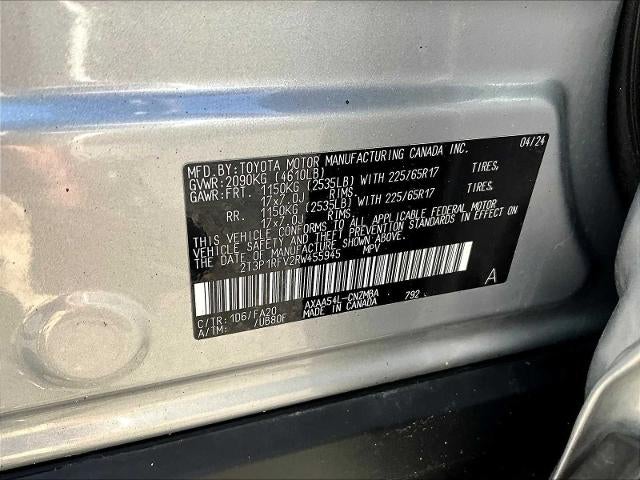 MFD.BY:TOYOTA MOTOR MANUFACTURING CANADA INC. 04/24
GVWR:2090KG (4610LB)
GAWR:FRT. 1150KG (2535LB) WITH 225/65R17 TIRES,
17x7.0J RIMS,
RR. 1150KG (2535LB) WITH 225/65R17 TIRES,
17x7.0J RIMS
THIS VEHICLE CONFORMS TO ALL APPLICABLE FEDERAL MOTOR
VEHICLE SAFETY AND THEFT PREVENTION STANDARDS IN EFFECT ON
THE DATE OF MANUFACTURE SHOWN ABOVE.
2T3P1RFV2RW455945 MPV
A
C/TR:1D6/FA20 AXAA54L-CNZMBA 792
A/TM: /UB80F MADE IN CANADA